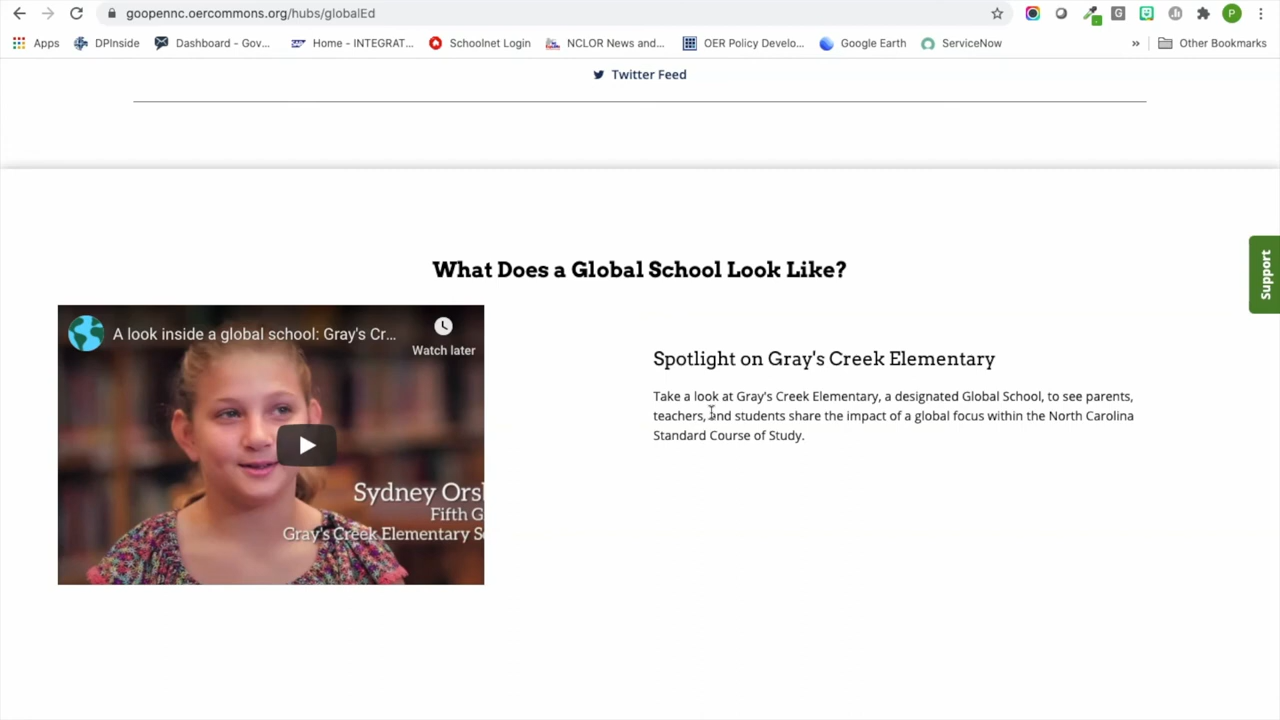 goopennc.oercommons.org/hubs/globalEd
P
Apps DPInside Dashboard - Gov... Home - INTEGRAT... Schoolnet Login NCLOR News and... OER Policy Develo... Google Earth ServiceNow » Other Bookmarks
Twitter Feed
Support
What Does a Global School Look Like?
A look inside a global school: Gray's Cr...
Watch later
Sydney Ors
Fifth G
Gray's Creek Elementary S
Spotlight on Gray's Creek Elementary
Take a look at Gray's Creek Elementary, a designated Global School, to see parents,
teachers, and students share the impact of a global focus within the North Carolina
Standard Course of Study.